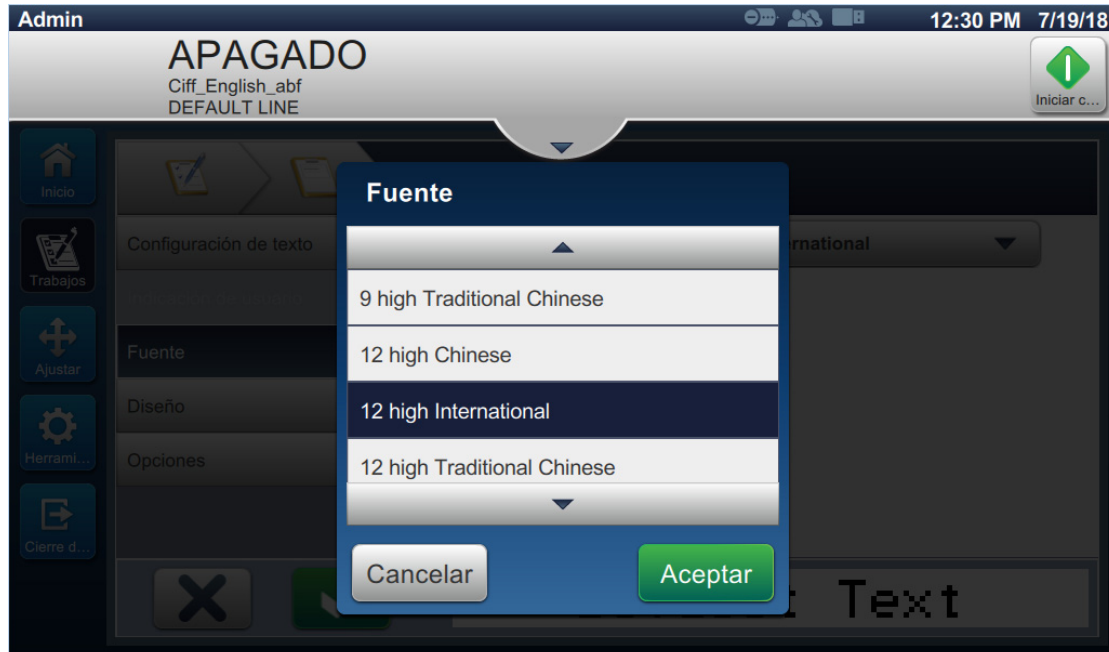 Admin
12:30 PM 7/19/18
APAGADO
Ciff_English_abf
DEFAULT LINE
Iniciar c...
Inicio
Trabajos
Ajustar
Herrami...
Cierre d...
Configuración de texto
Fuente
Diseño
Opciones
Fuente
9 high Traditional Chinese
12 high Chinese
12 high International
12 high Traditional Chinese
Cancelar
Aceptar
Text